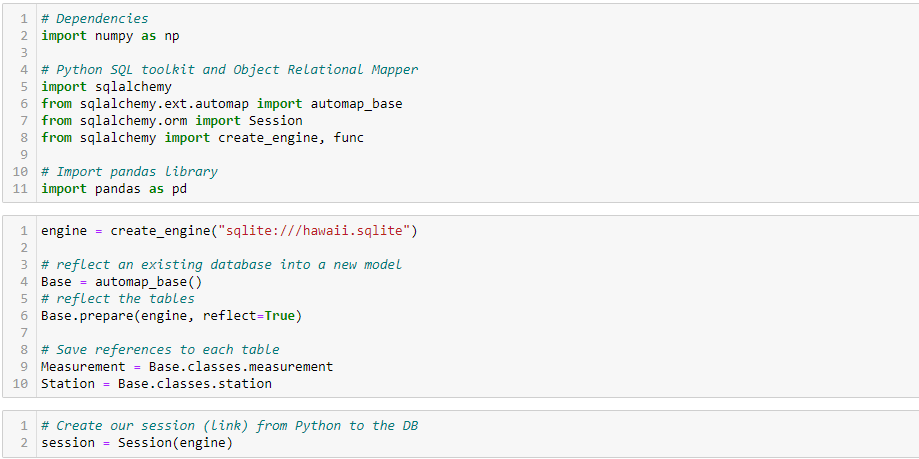 1 # Dependencies
2 import numpy as np
3
4 # Python SQL toolkit and Object Relational Mapper
5 import sqlalchemy
6 from sqlalchemy.ext.automap import automap_base
7 from sqlalchemy.orm import Session
8 from sqlalchemy import create_engine, func
9
10 # Import pandas library
11 import pandas as pd
1 engine = create_engine("sqlite:///hawaii.sqlite")
2
3 # reflect an existing database into a new model
4 Base = automap_base()
5 # reflect the tables
6 Base.prepare(engine, reflect=True)
7
8 # Save references to each table
9 Measurement = Base.classes.measurement
10 Station = Base.classes.station
1 # Create our session (link) from Python to the DB
2 session = Session(engine)